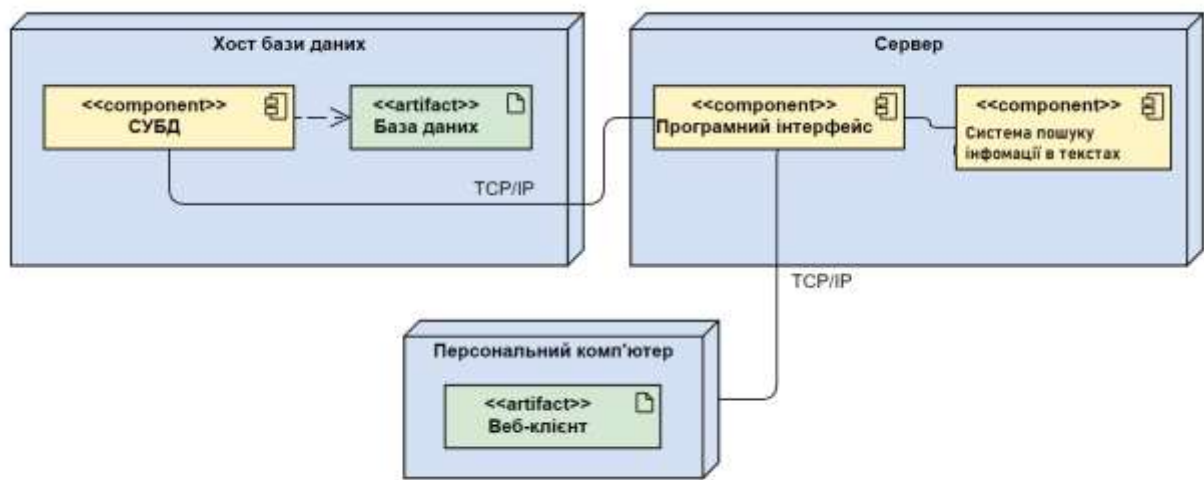 Хост бази даних
<<component>>
СУБД
<<artifact>>
База даних
TCP/IP
Сервер
<<component>>
Програмний інтерфейс
<<component>>
Система пошуку
інфомації в текстах
TCP/IP
Персональний комп'ютер
<<artifact>>
Веб-клієнт